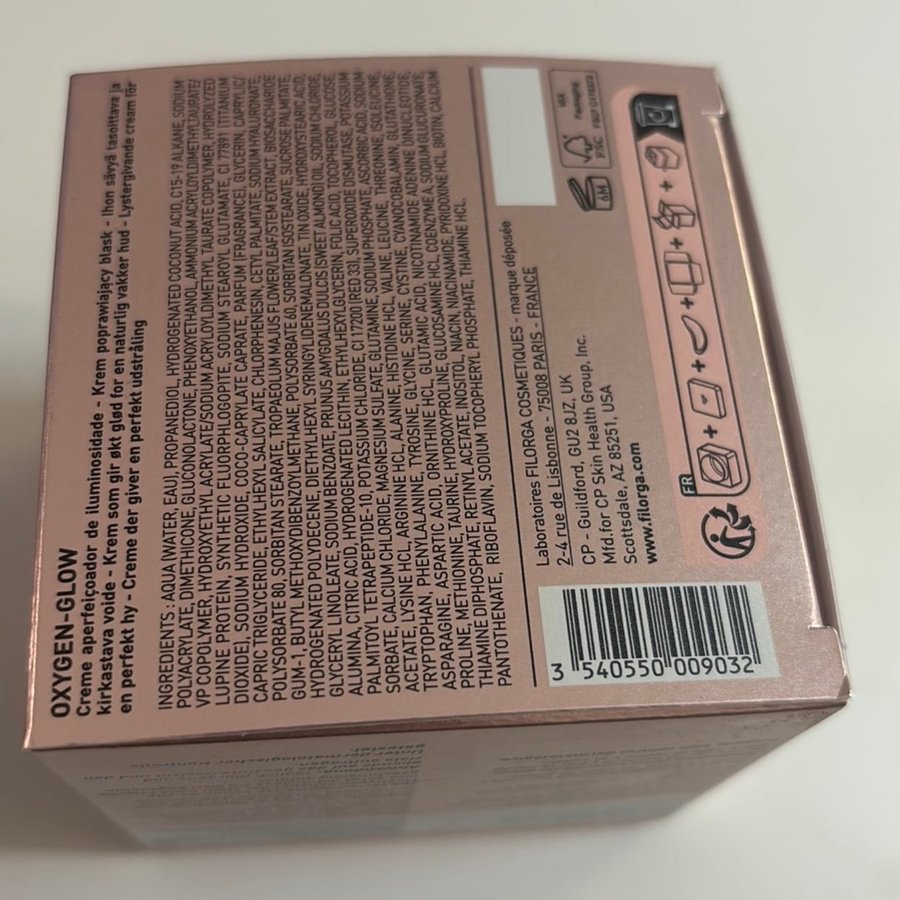 OXYGEN-GLOW
Creme aperfeiçoador de iluminosidade - Krem poprawiający blask - Ihon sävyä tasoittava ja
kirkastava voide - Krem som gir økt glød for en naturlig vakker hud - Lystergivande cream för
en perfekt hy - Creme der giver en perfekt udstråling
INGREDIENTS : AQUA (WATER, EAU), PROPANEDIOL, HYDROGENATED COCONUT ACID, C15-19 ALKANE, SODIUM
POLYACRYLATE, DIMETHICONE, GLUCONOLACTONE, PHENOXYETHANOL, AMMONIUM ACRYLOYLDIMETHYLTAURATE/
VP COPOLYMER, HYDROXYETHYL ACRYLATE/SODIUM ACRYLOYLDIMETHYL TAURATE COPOLYMER, HYDROLYZED
LUPINE PROTEIN, SYNTHETIC FLUORPHLOGOPITE, SODIUM STEAROYL GLUTAMATE, CI 77891 (TITANIUM
DIOXIDE), SODIUM HYDROXIDE, COCO-CAPRYLATE CAPRATE, PARFUM (FRAGRANCE), GLYCERIN, CAPRYLIC/
CAPRIC TRIGLYCERIDE, ETHYLHEXYL SALICYLATE, CHLORPHENESIN, CETYL PALMITATE, SODIUM HYALURONATE,
POLYSORBATE 80, SORBITAN STEARATE, TROPAEOLUM MAJUS FLOWER/LEAF/STEM EXTRACT, BIOSACCHARIDE
GUM-1, BUTYL METHOXYDIBENZOYLMETHANE, POLYSORBATE 60, SORBITAN ISOSTEARATE, SUCROSE PALMITATE,
HYDROGENATED POLYDECENE, DIETHYLHEXYL SYRINGYLIDENEMALONATE, TIN OXIDE, HYDROXYSTEARIC ACID,
GLYCERYL LINOLEATE, SODIUM BENZOATE, PRUNUS AMYGDALUS DULCIS (SWEET ALMOND) OIL, SODIUM CHLORIDE,
ALUMINA, CITRIC ACID, HYDROGENATED LECITHIN, ETHYLHEXYLGLYCERIN, FOLIC ACID, TOCOPHEROL, GLUCOSE,
PALMITOYL TETRAPEPTIDE-10, POTASSIUM CHLORIDE, CI 17200 (RED 33), SUPEROXIDE DISMUTASE, POTASSIUM
SORBATE, CALCIUM CHLORIDE, MAGNESIUM SULFATE, GLUTAMINE, SODIUM PHOSPHATE, ASCORBIC ACID, SODIUM
ACETATE, LYSINE HCL, ARGININE HCL, ALANINE, HISTIDINE HCL, VALINE, LEUCINE, THREONINE, ISOLEUCINE,
TRYPTOPHAN, PHENYLALANINE, TYROSINE, GLYCINE, SERINE, CYSTINE, CYANOCOBALAMIN, GLUTATHIONE,
ASPARAGINE, ASPARTIC ACID, ORNITHINE HCL, GLUTAMIC ACID, NICOTINAMIDE ADENINE DINUCLEOTIDE,
PROLINE, METHIONINE, TAURINE, HYDROXYPROLINE, GLUCOSAMINE HCL, COENZYME A, SODIUM GLUCURONATE,
THIAMINE DIPHOSPHATE, RETINYL ACETATE, INOSITOL, NIACIN, NIACINAMIDE, PYRIDOXINE HCL, BIOTIN, CALCIUM
PANTOTHENATE, RIBOFLAVIN, SODIUM TOCOPHERYL PHOSPHATE, THIAMINE HCL.
Laboratoires FILORGA COSMETIQUES - marque déposée
2-4 rue de Lisbonne - 75008 PARIS - FRANCE
CP - Guildford, GU2 8JZ, UK
Mfd.for CP Skin Health Group, Inc.
Scottsdale, AZ 85251, USA
www.filorga.com
3 540550 009032
6M
FSC
MIX
Packaging
FR
Unter dermatologischer Kontrolle
getestet.